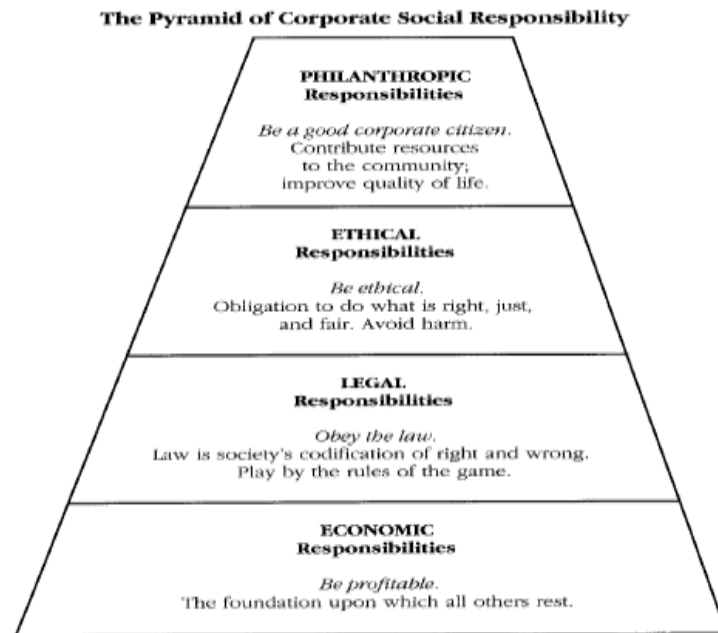 The Pyramid of Corporate Social Responsibility
PHILANTHROPIC
Responsibilities
Be a good corporate citizen.
Contribute resources
to the community;
improve quality of life.
ETHICAL
Responsibilities
Be ethical.
Obligation to do what is right, just,
and fair. Avoid harm.
LEGAL
Responsibilities
Obey the law.
Law is society's codification of right and wrong.
Play by the rules of the game.
ECONOMIC
Responsibilities
Be profitable.
The foundation upon which all others rest.